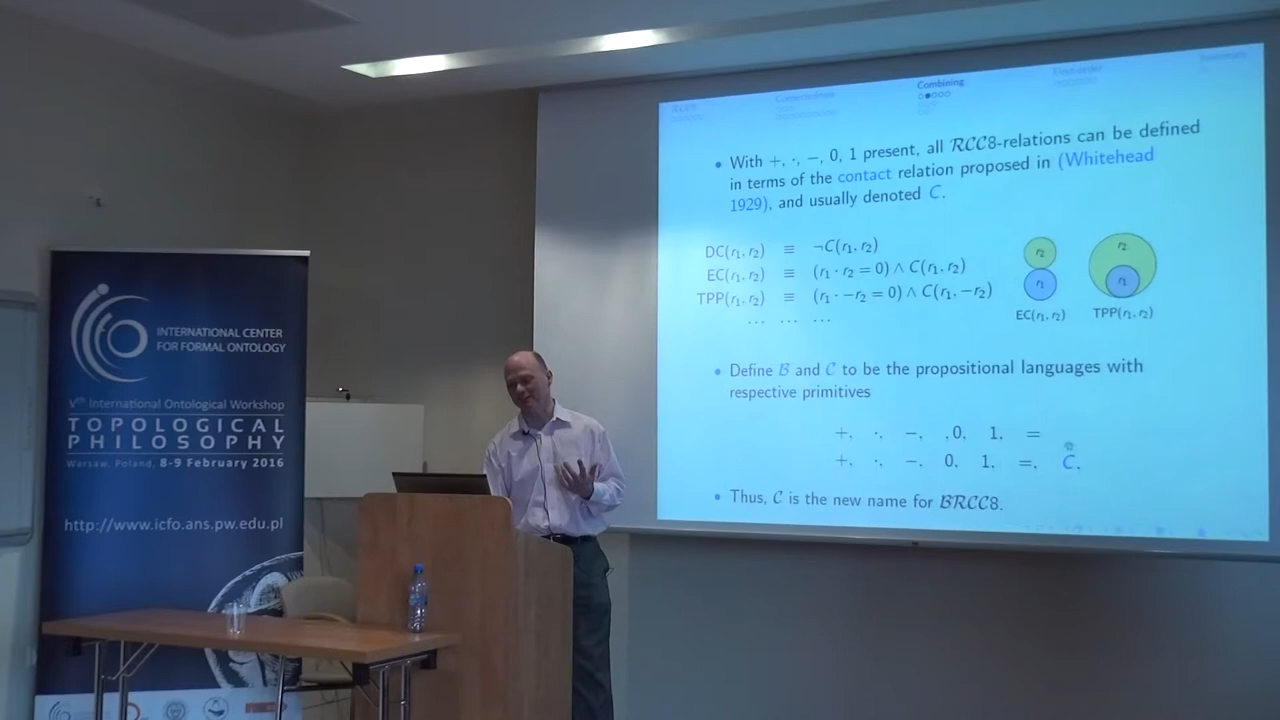 INTERNATIONAL CENTER
FOR FORMAL ONTOLOGY
Vth International Ontological Workshop
TOPOLOGICAL
PHILOSOPHY
Warsaw, Poland, 8-9 February 2016
http://www.icfo.ans.pw.edu.pl
Combining
• With +, ·, −, 0, 1 present, all RCC8-relations can be defined
in terms of the contact relation proposed in (Whitehead
1929), and usually denoted C.
DC(r₁, r₂) ≡ ¬C(r₁, r₂)
EC(r₁, r₂) ≡ (r₁ · r₂ = 0) ∧ C(r₁, r₂)
TPP(r₁, r₂) ≡ (r₁ · −r₂ = 0) ∧ C(r₁, −r₂)
... ... ...
r₂
r₁
EC(r₁, r₂)
r₂
r₁
TPP(r₁, r₂)
• Define B and C to be the propositional languages with
respective primitives
+, ·, −, ,0, 1, =
+, ·, −, 0, 1, =, C.
• Thus, C is the new name for BRCC8.